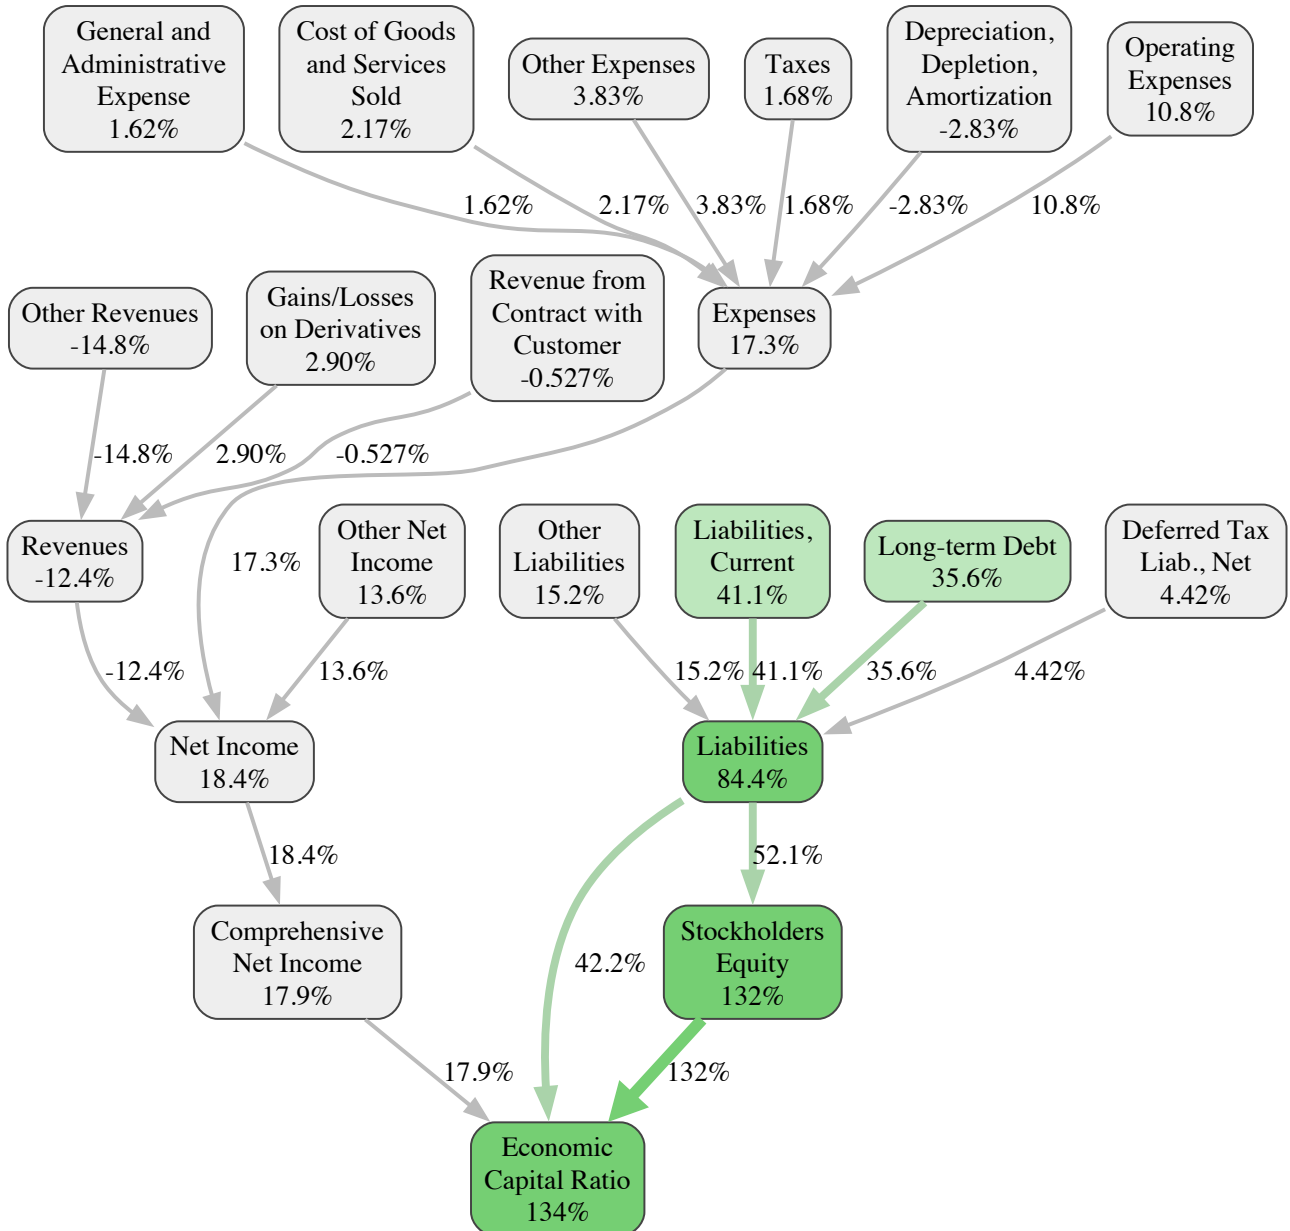 General and
Administrative
Expense
1.62%
Cost of Goods
and Services
Sold
2.17%
Other Expenses
3.83%
Taxes
1.68%
Depreciation,
Depletion,
Amortization
-2.83%
Operating
Expenses
10.8%
1.62%
2.17%
3.83%
1.68%
-2.83%
10.8%
Other Revenues
-14.8%
Gains/Losses
on Derivatives
2.90%
Revenue from
Contract with
Customer
-0.527%
Expenses
17.3%
-14.8%
2.90%
-0.527%
Revenues
-12.4%
17.3%
Other Net
Income
13.6%
Other
Liabilities
15.2%
Liabilities,
Current
41.1%
Long-term Debt
35.6%
Deferred Tax
Liab., Net
4.42%
-12.4%
13.6%
15.2%
41.1%
35.6%
4.42%
Net Income
18.4%
Liabilities
84.4%
18.4%
52.1%
Comprehensive
Net Income
17.9%
42.2%
Stockholders
Equity
132%
17.9%
132%
Economic
Capital Ratio
134%